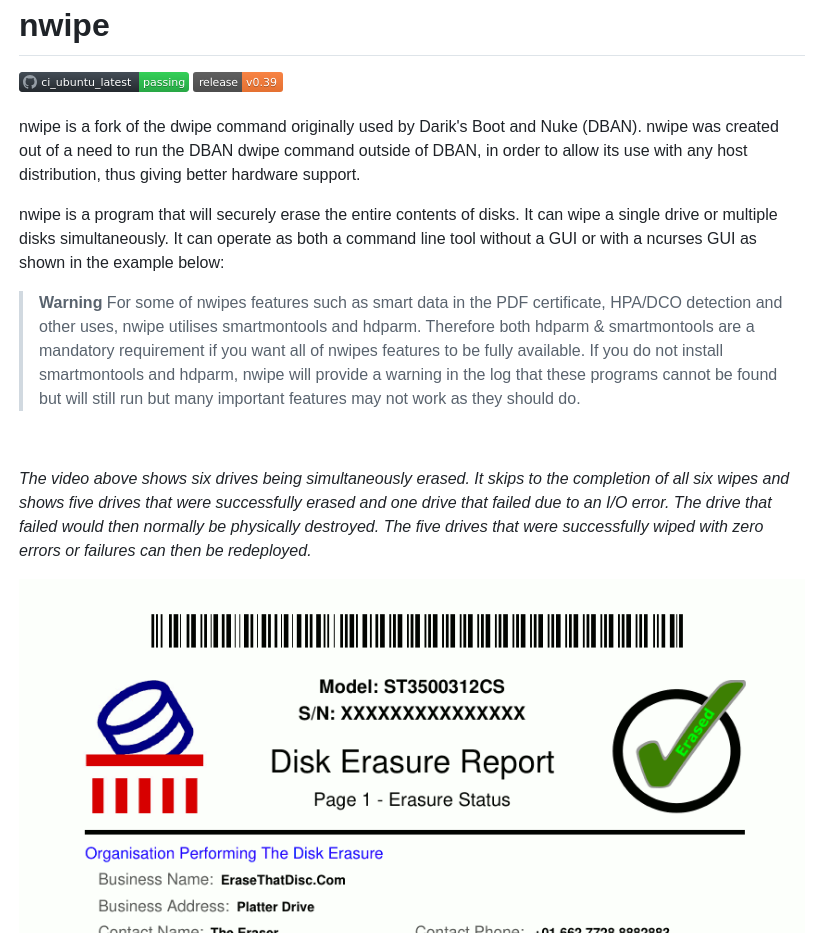 nwipe
ci_ubuntu_latest passing release v0.39
nwipe is a fork of the dwipe command originally used by Darik's Boot and Nuke (DBAN). nwipe was created
out of a need to run the DBAN dwipe command outside of DBAN, in order to allow its use with any host
distribution, thus giving better hardware support.
nwipe is a program that will securely erase the entire contents of disks. It can wipe a single drive or multiple
disks simultaneously. It can operate as both a command line tool without a GUI or with a ncurses GUI as
shown in the example below:
Warning For some of nwipes features such as smart data in the PDF certificate, HPA/DCO detection and
other uses, nwipe utilises smartmontools and hdparm. Therefore both hdparm & smartmontools are a
mandatory requirement if you want all of nwipes features to be fully available. If you do not install
smartmontools and hdparm, nwipe will provide a warning in the log that these programs cannot be found
but will still run but many important features may not work as they should do.
The video above shows six drives being simultaneously erased. It skips to the completion of all six wipes and
shows five drives that were successfully erased and one drive that failed due to an I/O error. The drive that
failed would then normally be physically destroyed. The five drives that were successfully wiped with zero
errors or failures can then be redeployed.
Model: ST3500312CS
S/N: XXXXXXXXXXXXXXX
Erased
Disk Erasure Report
Page 1 - Erasure Status
Organisation Performing The Disk Erasure
Business Name: EraseThatDisc.Com
Business Address: Platter Drive
Contact Name: The Eraser Contact Phone: +01 662 7728 8882883